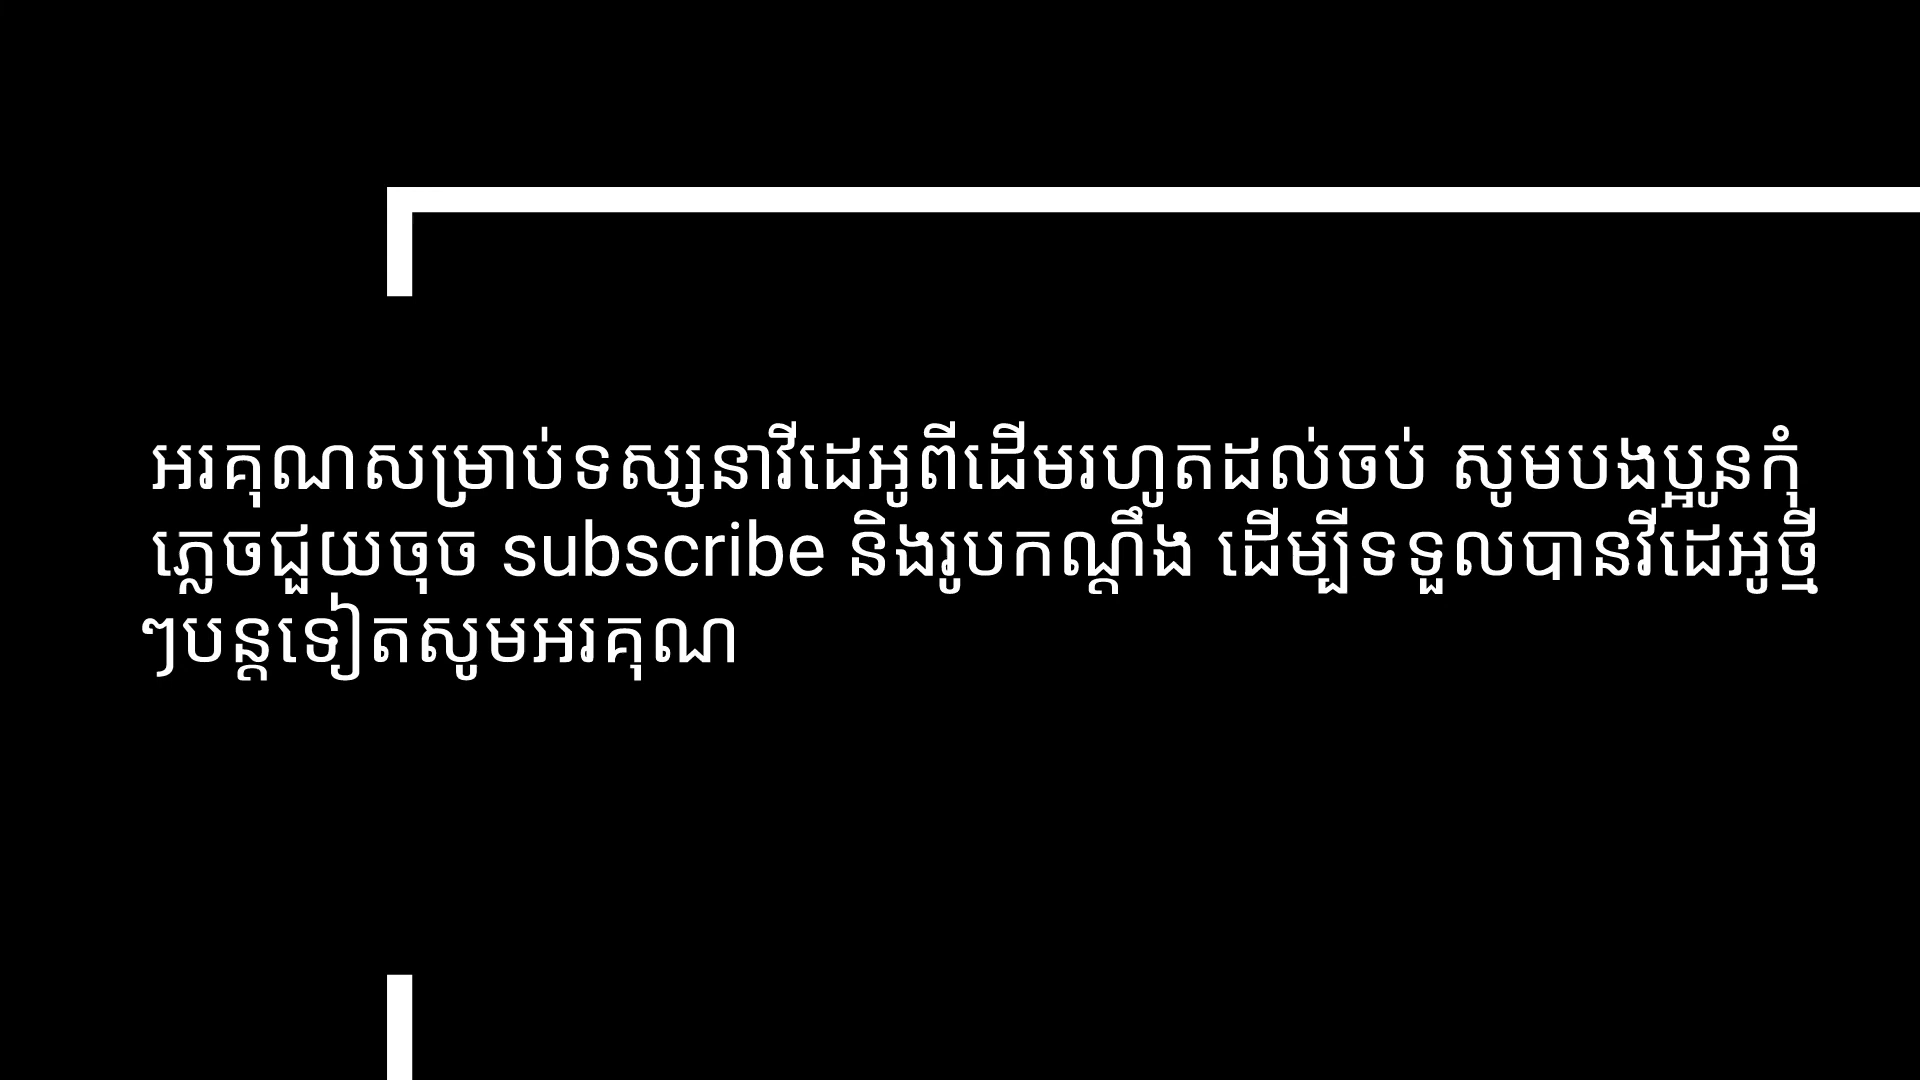 អរគុណសម្រាប់ទស្សនាវីដេអូពីដើមរហូតដល់ចប់ សូមបងប្អូនកុំ
ភ្លេចជួយចុច subscribe និងរូបកណ្ដឹង ដើម្បីទទួលបានវីដេអូថ្មី
ៗបន្តទៀតសូមអរគុណ